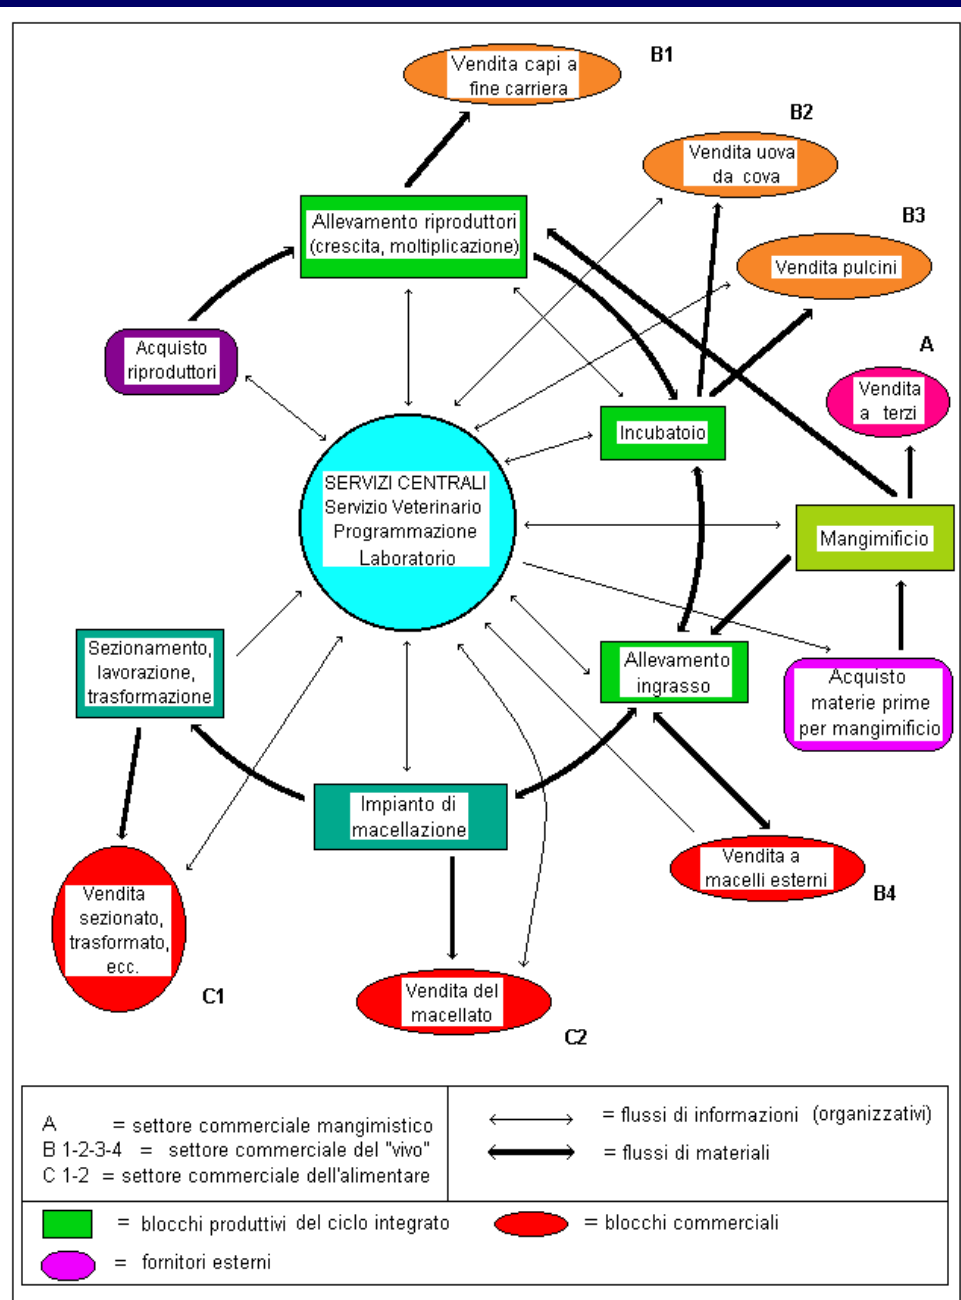 B1
Vendita capi a
fine carriera
B2
Vendita uova
da cova
B3
Vendita pulcini
Allevamento riproduttori
(crescita, moltiplicazione)
A
Vendita
a terzi
Acquisto
riproduttori
Incubatoio
SERVIZI CENTRALI
Servizio Veterinario
Programmazione
Laboratorio
Mangimificio
Sezionamento,
lavorazione,
trasformazione
Allevamento
ingrasso
Acquisto
materie prime
per mangimificio
Impianto di
macellazione
Vendita a
macelli esterni
B4
Vendita
sezionato,
trasformato,
ecc.
C1
Vendita del
macellato
C2
A = settore commerciale mangimistico
B 1-2-3-4 = settore commerciale del "vivo"
C 1-2 = settore commerciale dell'alimentare
= flussi di informazioni (organizzativi)
= flussi di materiali
= blocchi produttivi del ciclo integrato
= blocchi commerciali
= fornitori esterni